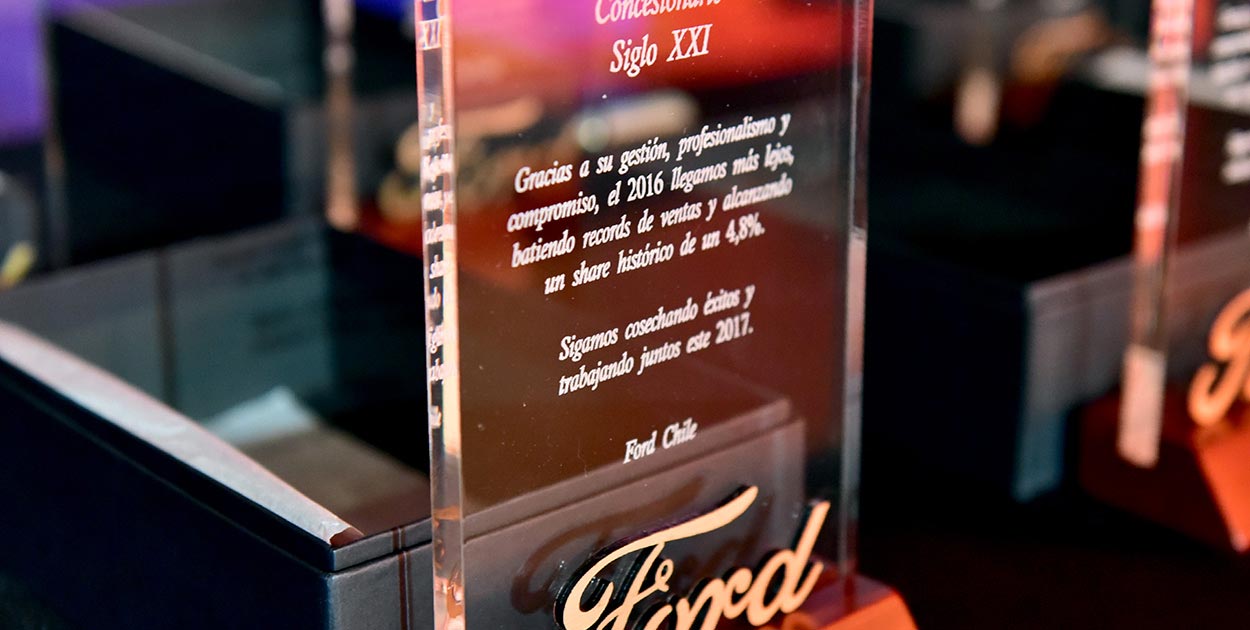 Concesionario
Siglo XXI
Gracias a su gestión, profesionalismo y
compromiso, el 2016 llegamos más lejos,
batiendo records de ventas y alcanzando
un share histórico de un 4,8%.
Sigamos cosechando éxitos y
trabajando juntos este 2017.
Ford Chile
Ford